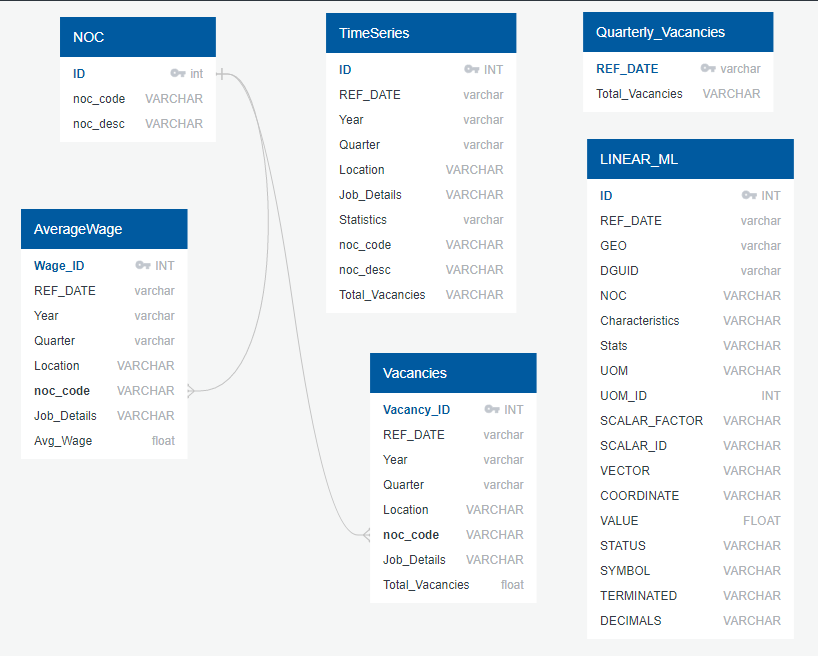 NOC
ID int
noc_code VARCHAR
noc_desc VARCHAR
AverageWage
Wage_ID INT
REF_DATE varchar
Year varchar
Quarter varchar
Location VARCHAR
noc_code VARCHAR
Job_Details VARCHAR
Avg_Wage float
TimeSeries
ID INT
REF_DATE varchar
Year varchar
Quarter varchar
Location VARCHAR
Job_Details VARCHAR
Statistics varchar
noc_code VARCHAR
noc_desc VARCHAR
Total_Vacancies VARCHAR
Vacancies
Vacancy_ID INT
REF_DATE varchar
Year varchar
Quarter varchar
Location VARCHAR
noc_code VARCHAR
Job_Details VARCHAR
Total_Vacancies float
Quarterly_Vacancies
REF_DATE varchar
Total_Vacancies VARCHAR
LINEAR_ML
ID INT
REF_DATE varchar
GEO varchar
DGUID varchar
NOC VARCHAR
Characteristics VARCHAR
Stats VARCHAR
UOM VARCHAR
UOM_ID INT
SCALAR_FACTOR VARCHAR
SCALAR_ID VARCHAR
VECTOR VARCHAR
COORDINATE VARCHAR
VALUE FLOAT
STATUS VARCHAR
SYMBOL VARCHAR
TERMINATED VARCHAR
DECIMALS VARCHAR